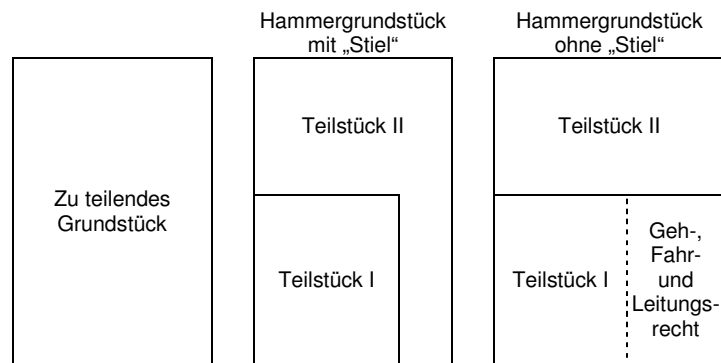 Hammergrundstück
mit „Stiel“
Hammergrundstück
ohne „Stiel“
Zu teilendes
Grundstück
Teilstück II
Teilstück I
Teilstück II
Teilstück I
Geh-,
Fahr-
und
Leitungs-
recht